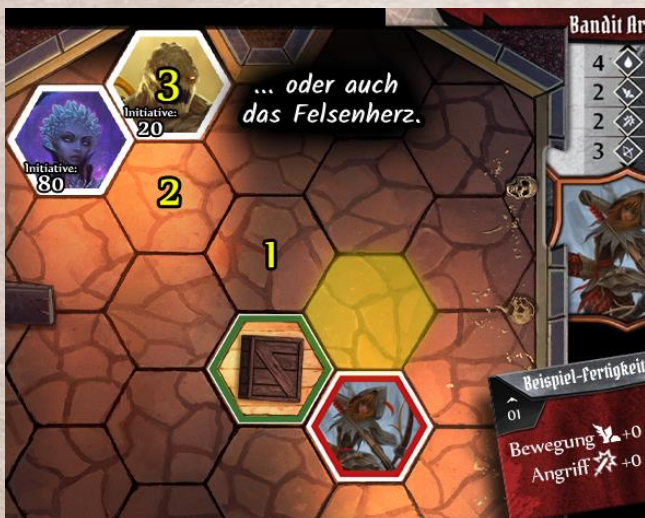 Bandit Ar
4
2
2
3
... oder auch
das Felsenherz.
3
Initiative:
20
Initiative:
80
2
1
Beispiel-Fertigkeit
01
Bewegung +0
Angriff +0